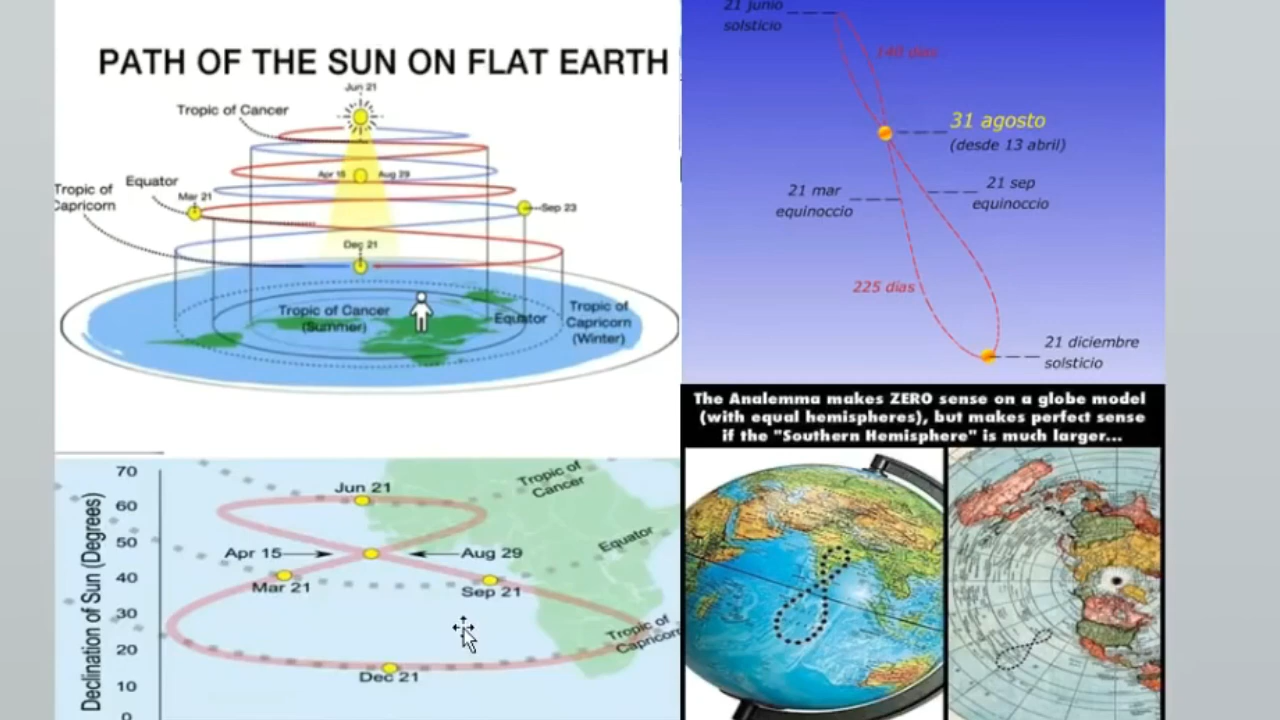 PATH OF THE SUN ON FLAT EARTH
Jun 21
Tropic of Cancer
Apr 15
Aug 29
Equator
Tropic of
Capricorn
Mar 21
Sep 23
Dec 21
Tropic of Cancer
(Summer)
Equator
Tropic of
Capricorn
(Winter)
21 junio
solsticio
140 días
31 agosto
(desde 13 abril)
21 mar
equinoccio
21 sep
equinoccio
225 días
21 diciembre
solsticio
Declination of Sun (Degrees)
70
60
50
40
30
20
10
0
Jun 21
Tropic of
Cancer
Apr 15
Aug 29
Equator
Mar 21
Sep 21
Tropic of
Capricorn
Dec 21
The Analemma makes ZERO sense on a globe model
(with equal hemispheres), but makes perfect sense
if the "Southern Hemisphere" is much larger...